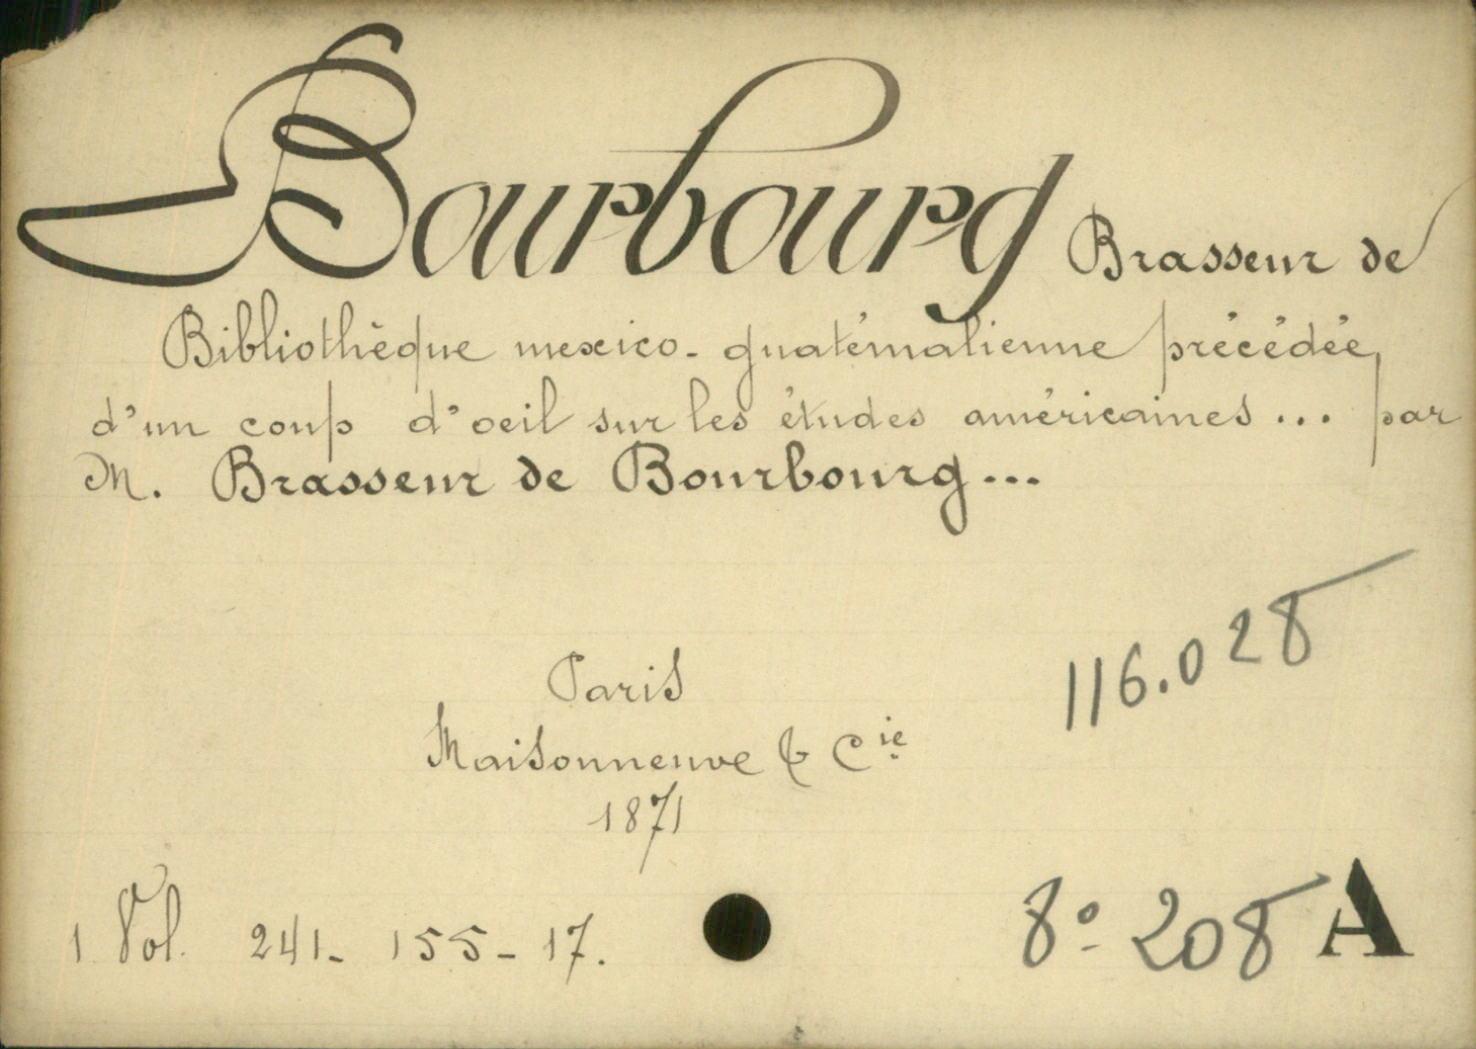 Bourbourg Brasseur de
Bibliothèque mexico-guatémalienne précédée
d'un coup d'oeil sur les études américaines... par
M. Brasseur de Bourbourg...
116.028
Paris
Maisonneuve & Cie
1871
1 Vol. 241- 155- 17.
8° 208 A